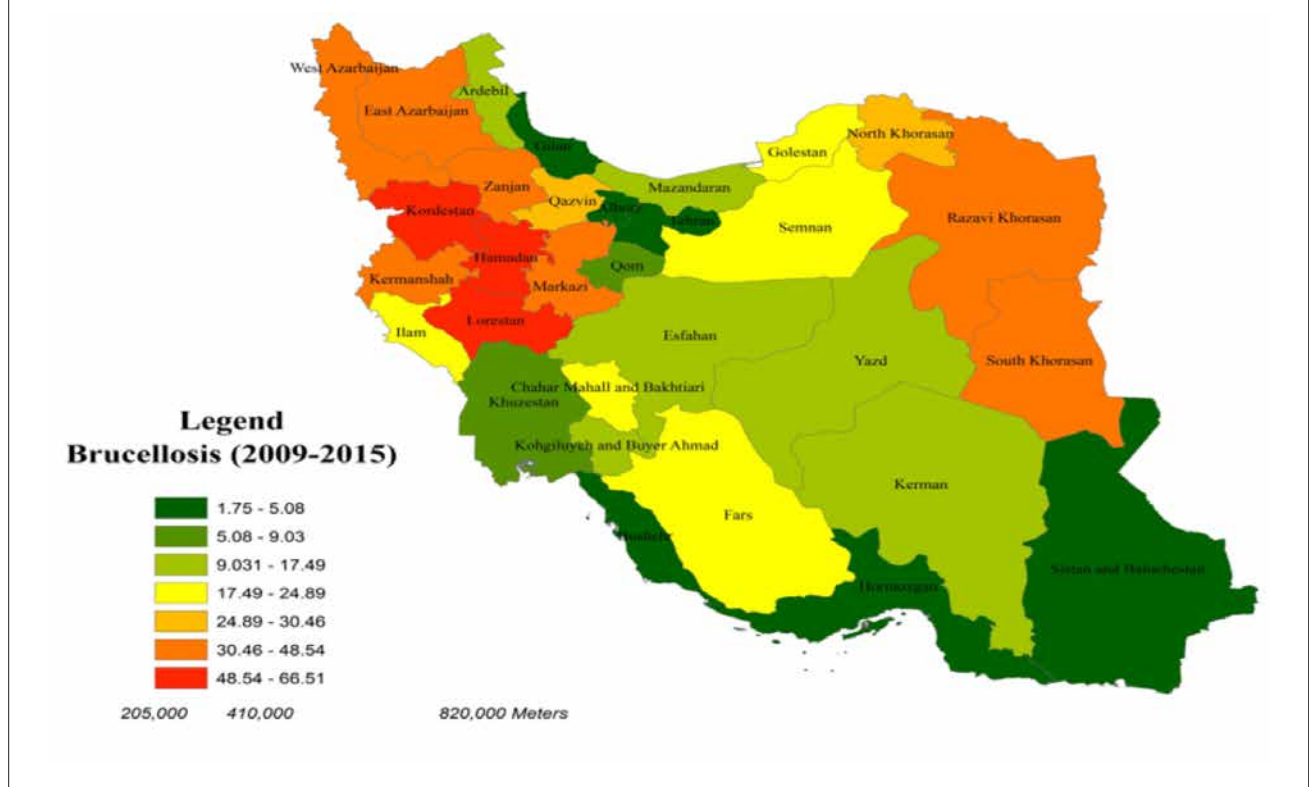 West Azarbaijan
Ardebil
East Azarbaijan
Gilan
North Khorasan
Golestan
Zanjan
Mazandaran
Qazvin
Alborz
Tehran
Kordestan
Razavi Khorasan
Semnan
Hamadan
Qom
Kermanshah
Markazi
Ilam
Lorestan
Esfahan
Yazd
South Khorasan
Chahar Mahall and Bakhtiari
Khuzestan
Kohgiluyeh and Buyer Ahmad
Kerman
Fars
Bushehr
Sistan and Baluchestan
Hormozgan
Legend
Brucellosis (2009-2015)
1.75 - 5.08
5.08 - 9.03
9.031 - 17.49
17.49 - 24.89
24.89 - 30.46
30.46 - 48.54
48.54 - 66.51
205,000 410,000 820,000 Meters